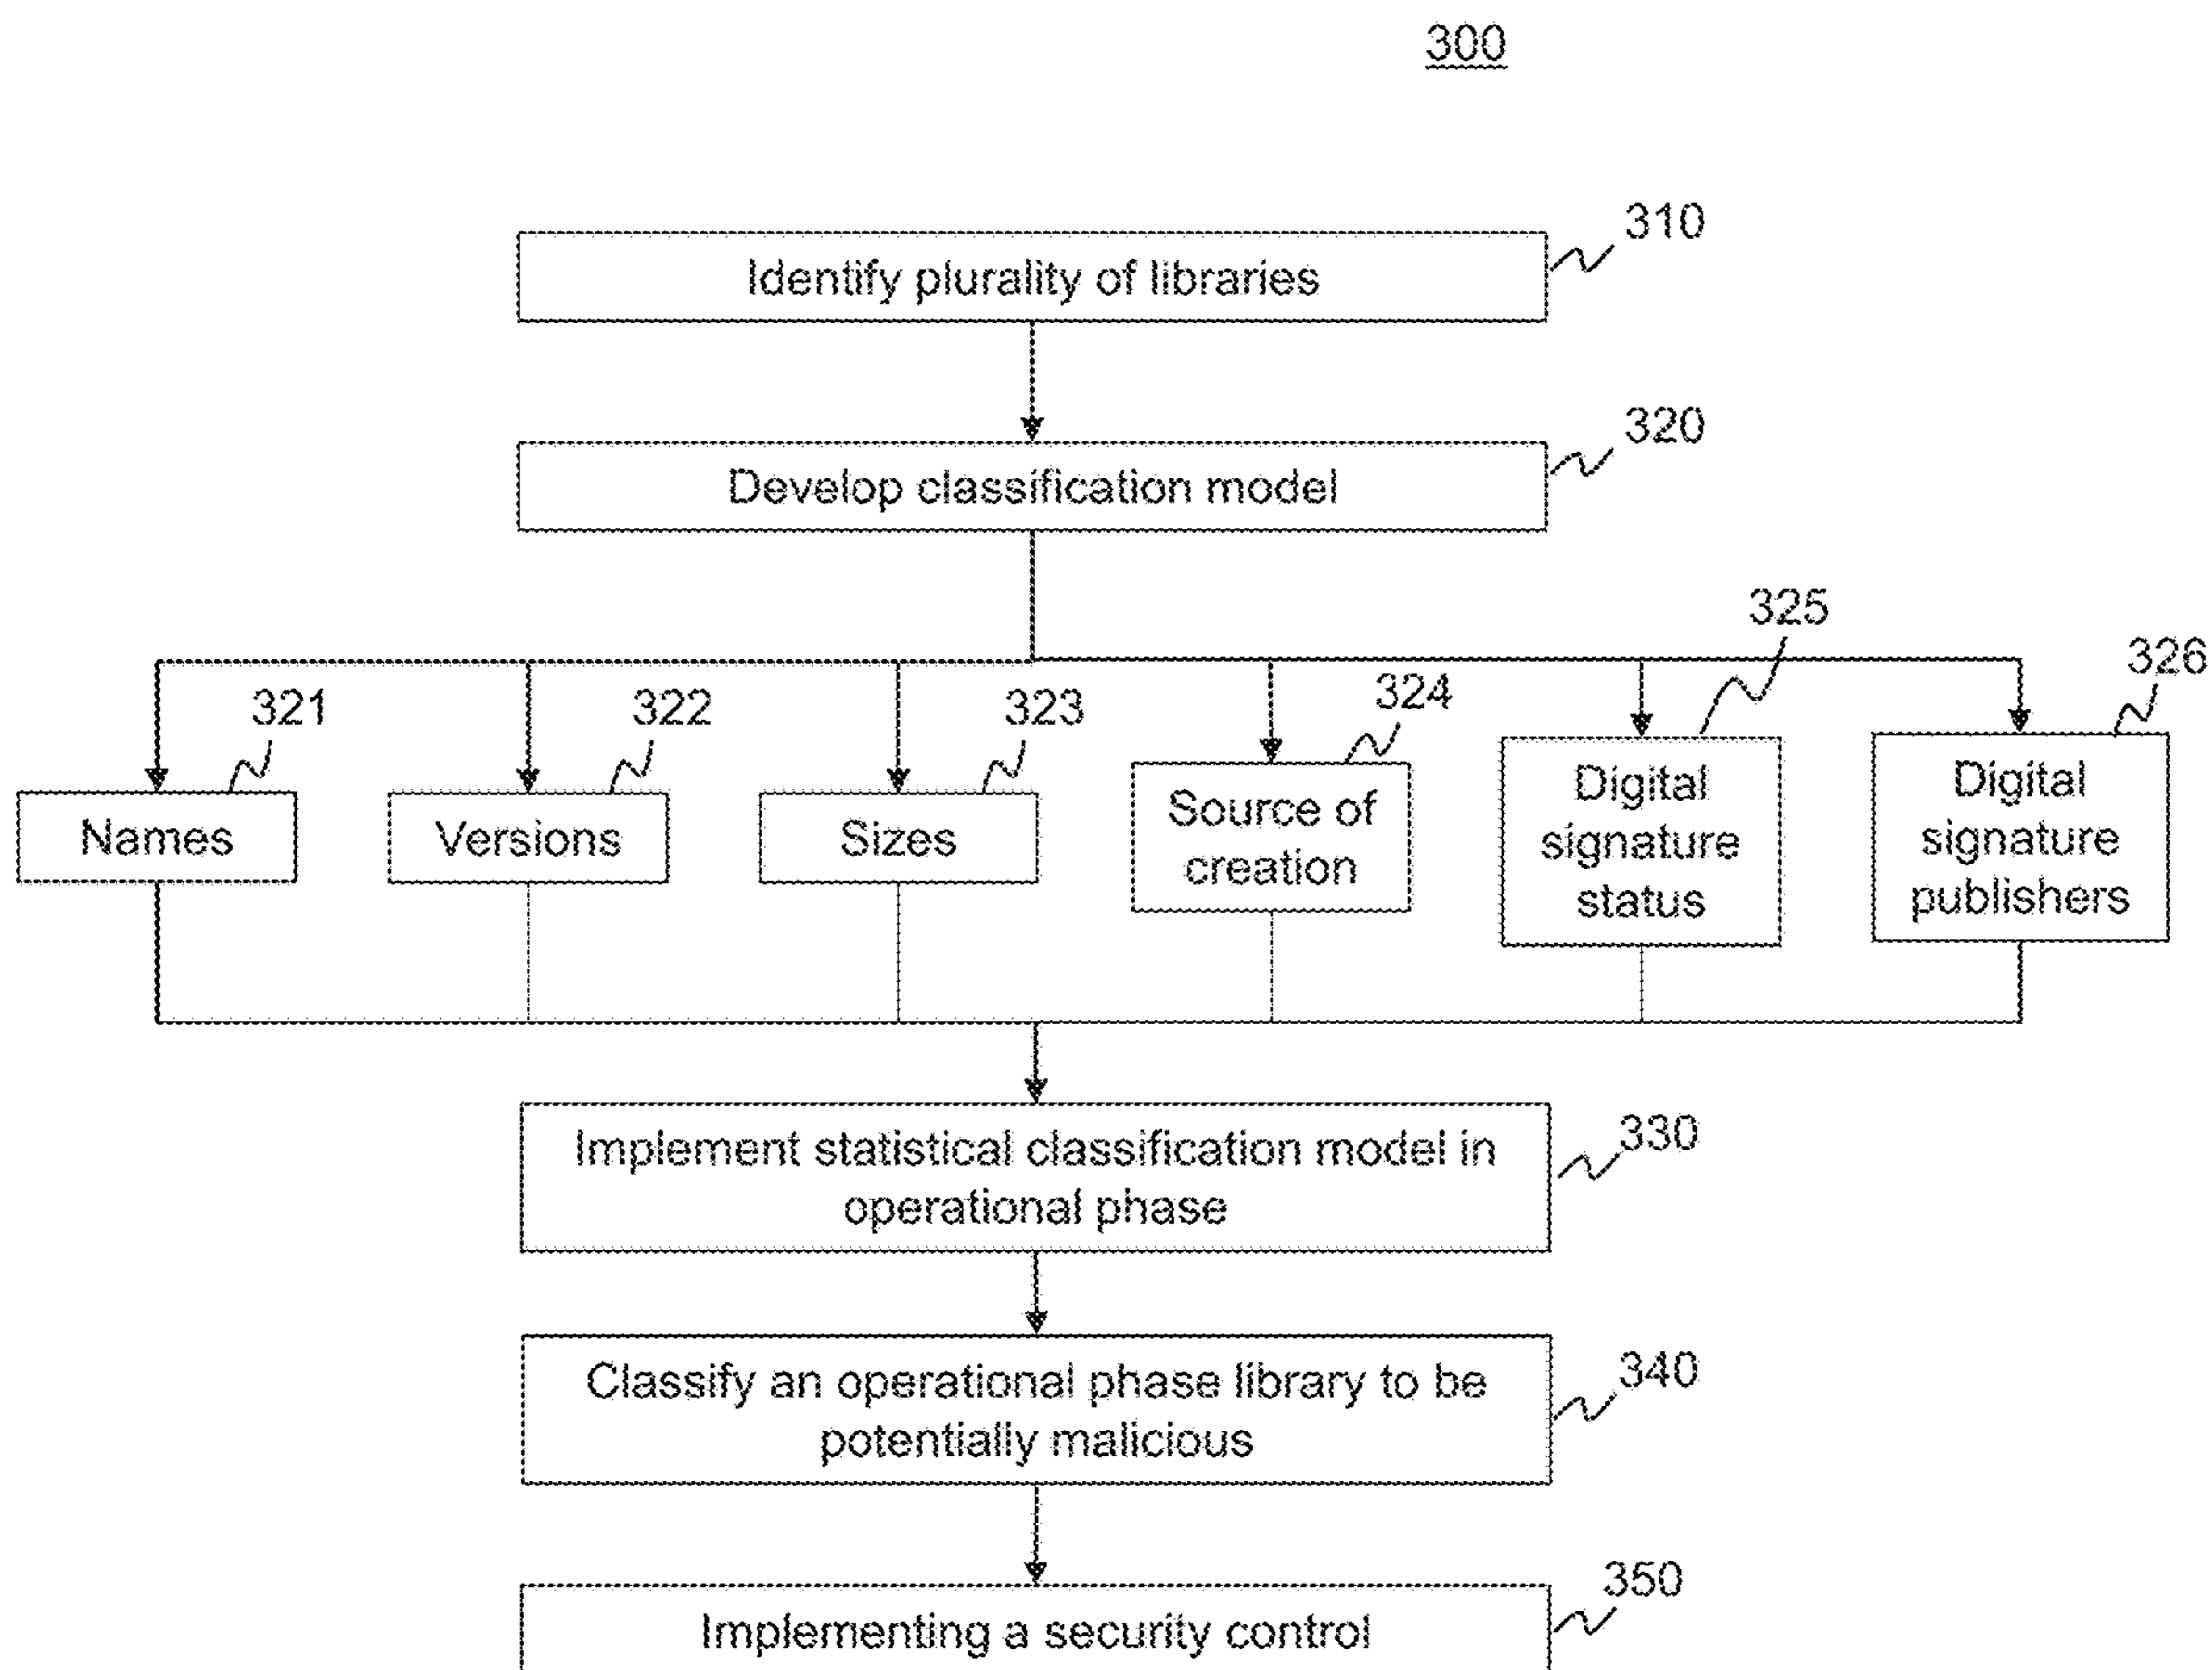 300
310
Identify plurality of libraries
320
Develop classification model
325
326
324
321
322
323
Names
Versions
Sizes
Source of
creation
Digital
signature
status
Digital
signature
publishers
330
Implement statistical classification model in
operational phase
340
Classify an operational phase library to be
potentially malicious
350
Implementing a security control